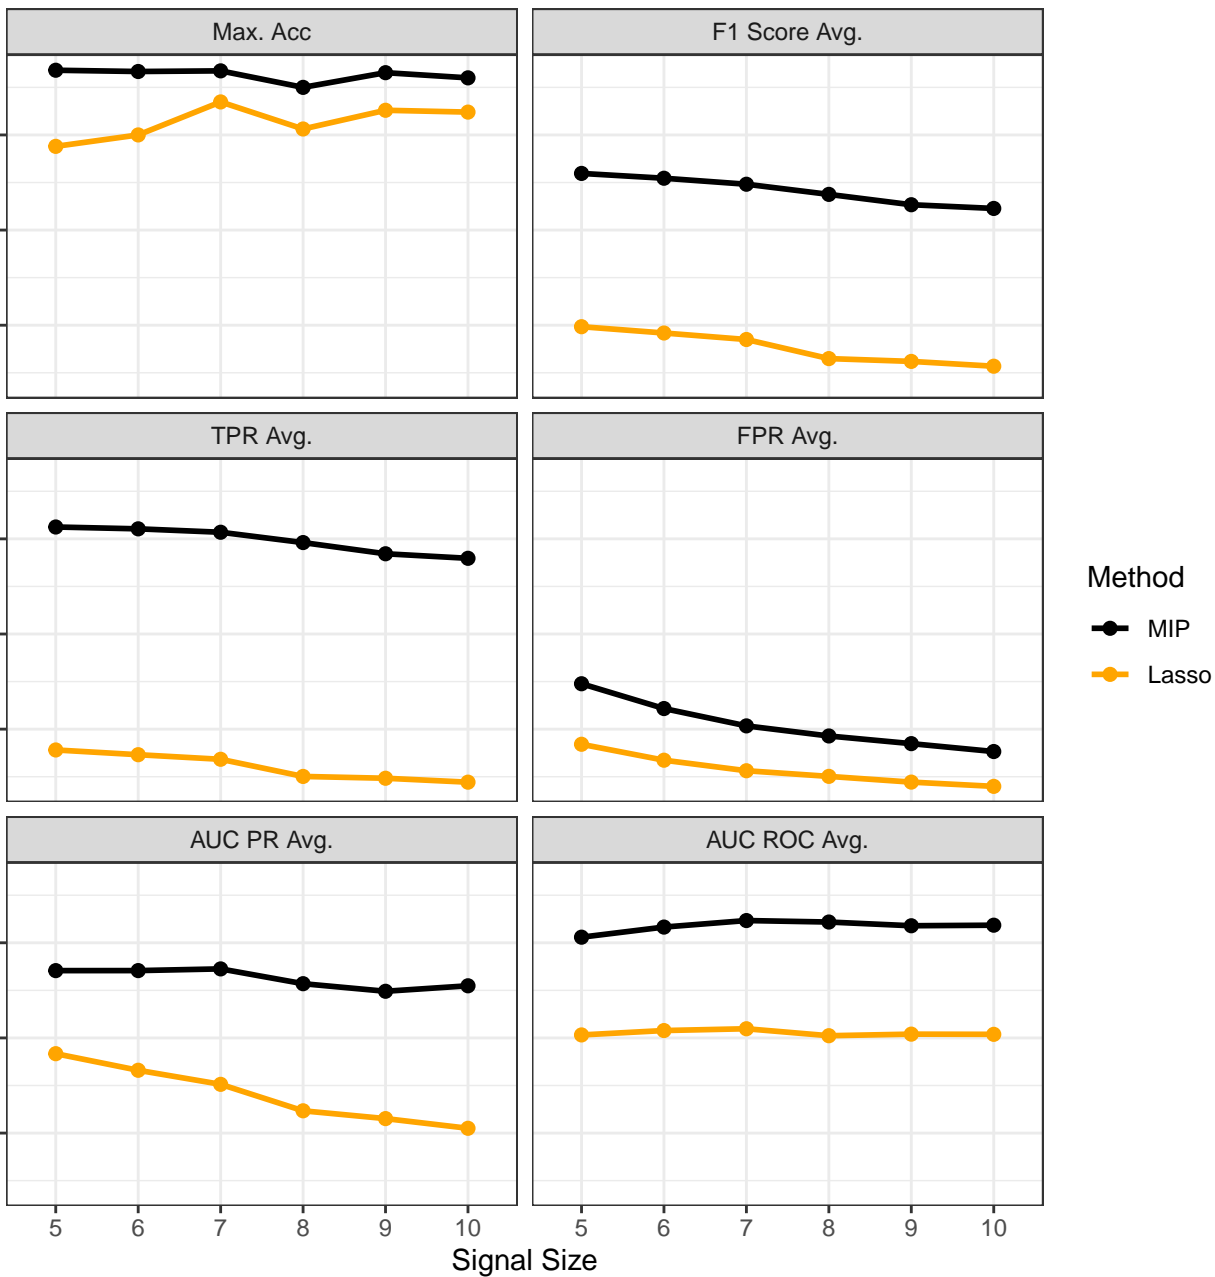 Max. Acc
F1 Score Avg.
TPR Avg.
FPR Avg.
AUC PR Avg.
AUC ROC Avg.
5 6 7 8 9 10
5 6 7 8 9 10
Signal Size
Method
MIP
Lasso